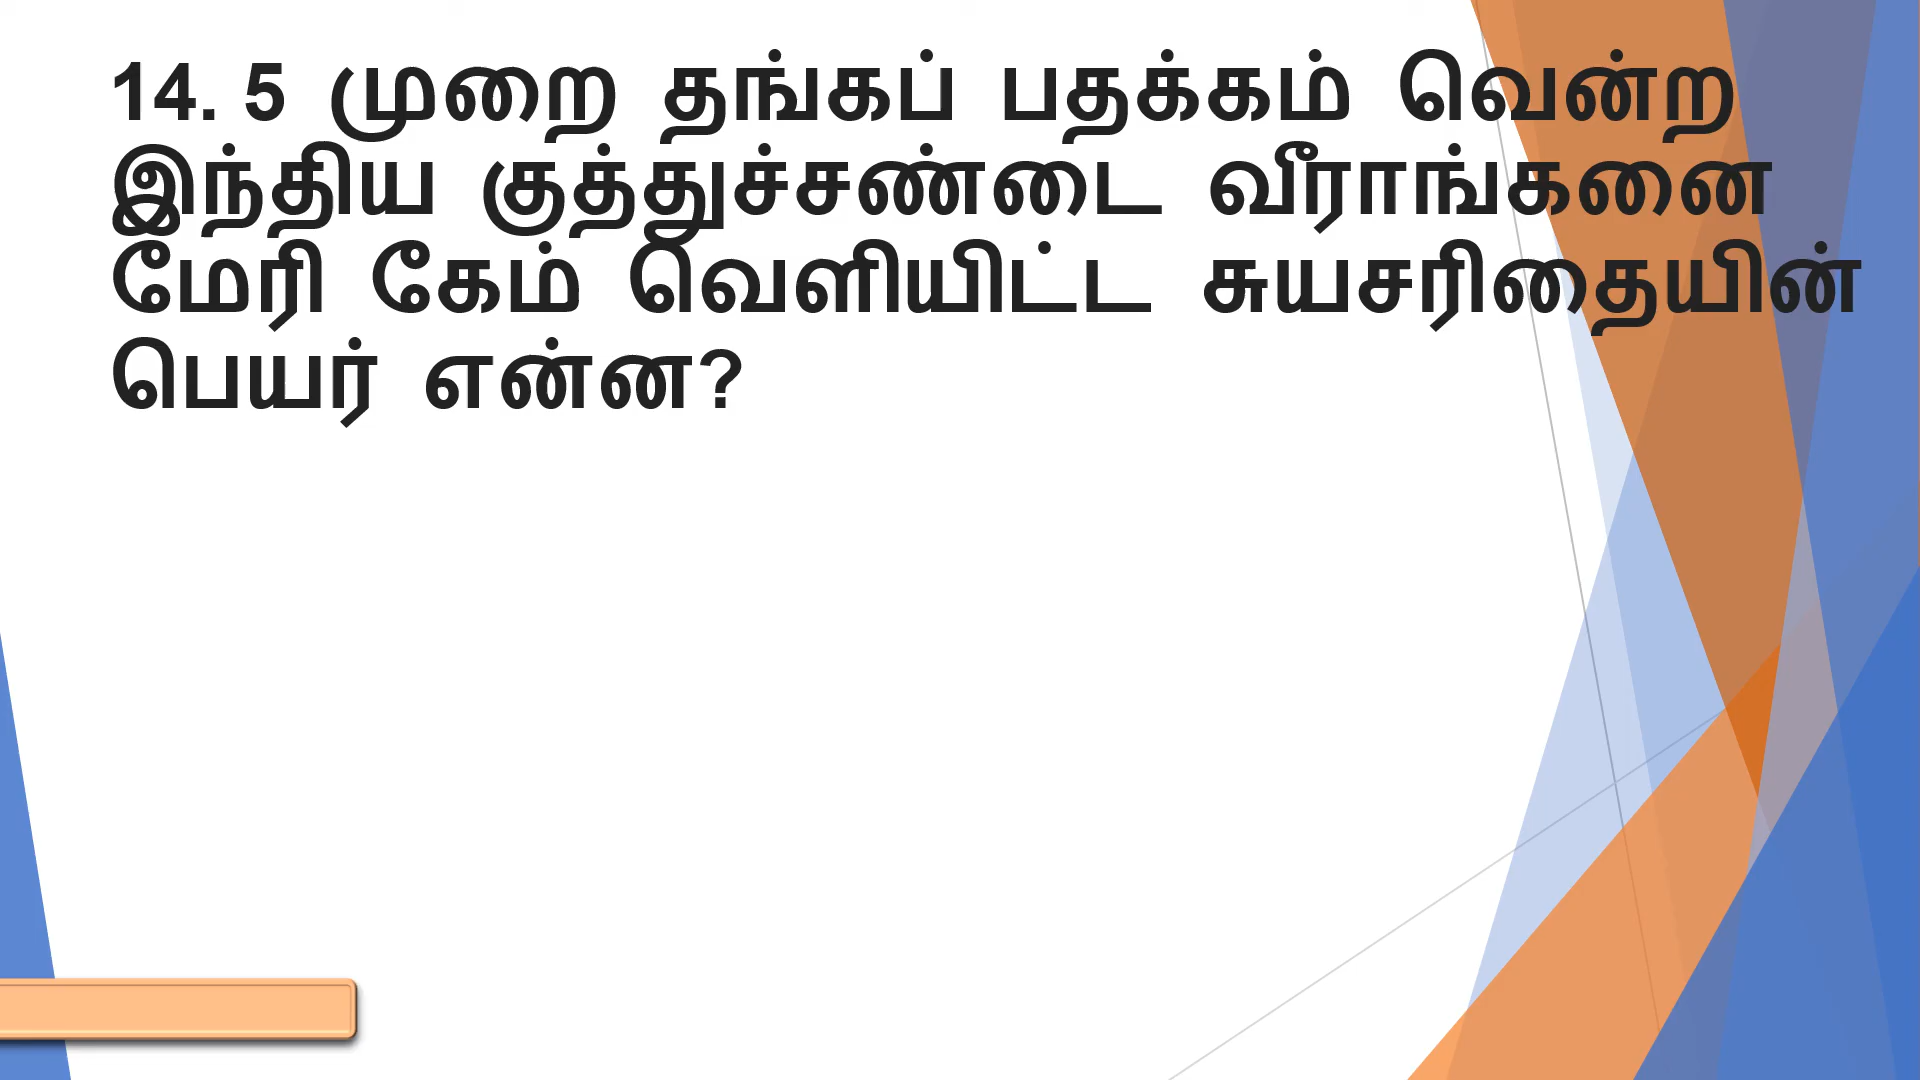 14. 5 முறை தங்கப் பதக்கம் வென்ற
இந்திய குத்துச்சண்டை வீராங்கனை
மேரி கேம் வெளியிட்ட சுயசரிதையின்
பெயர் என்ன?